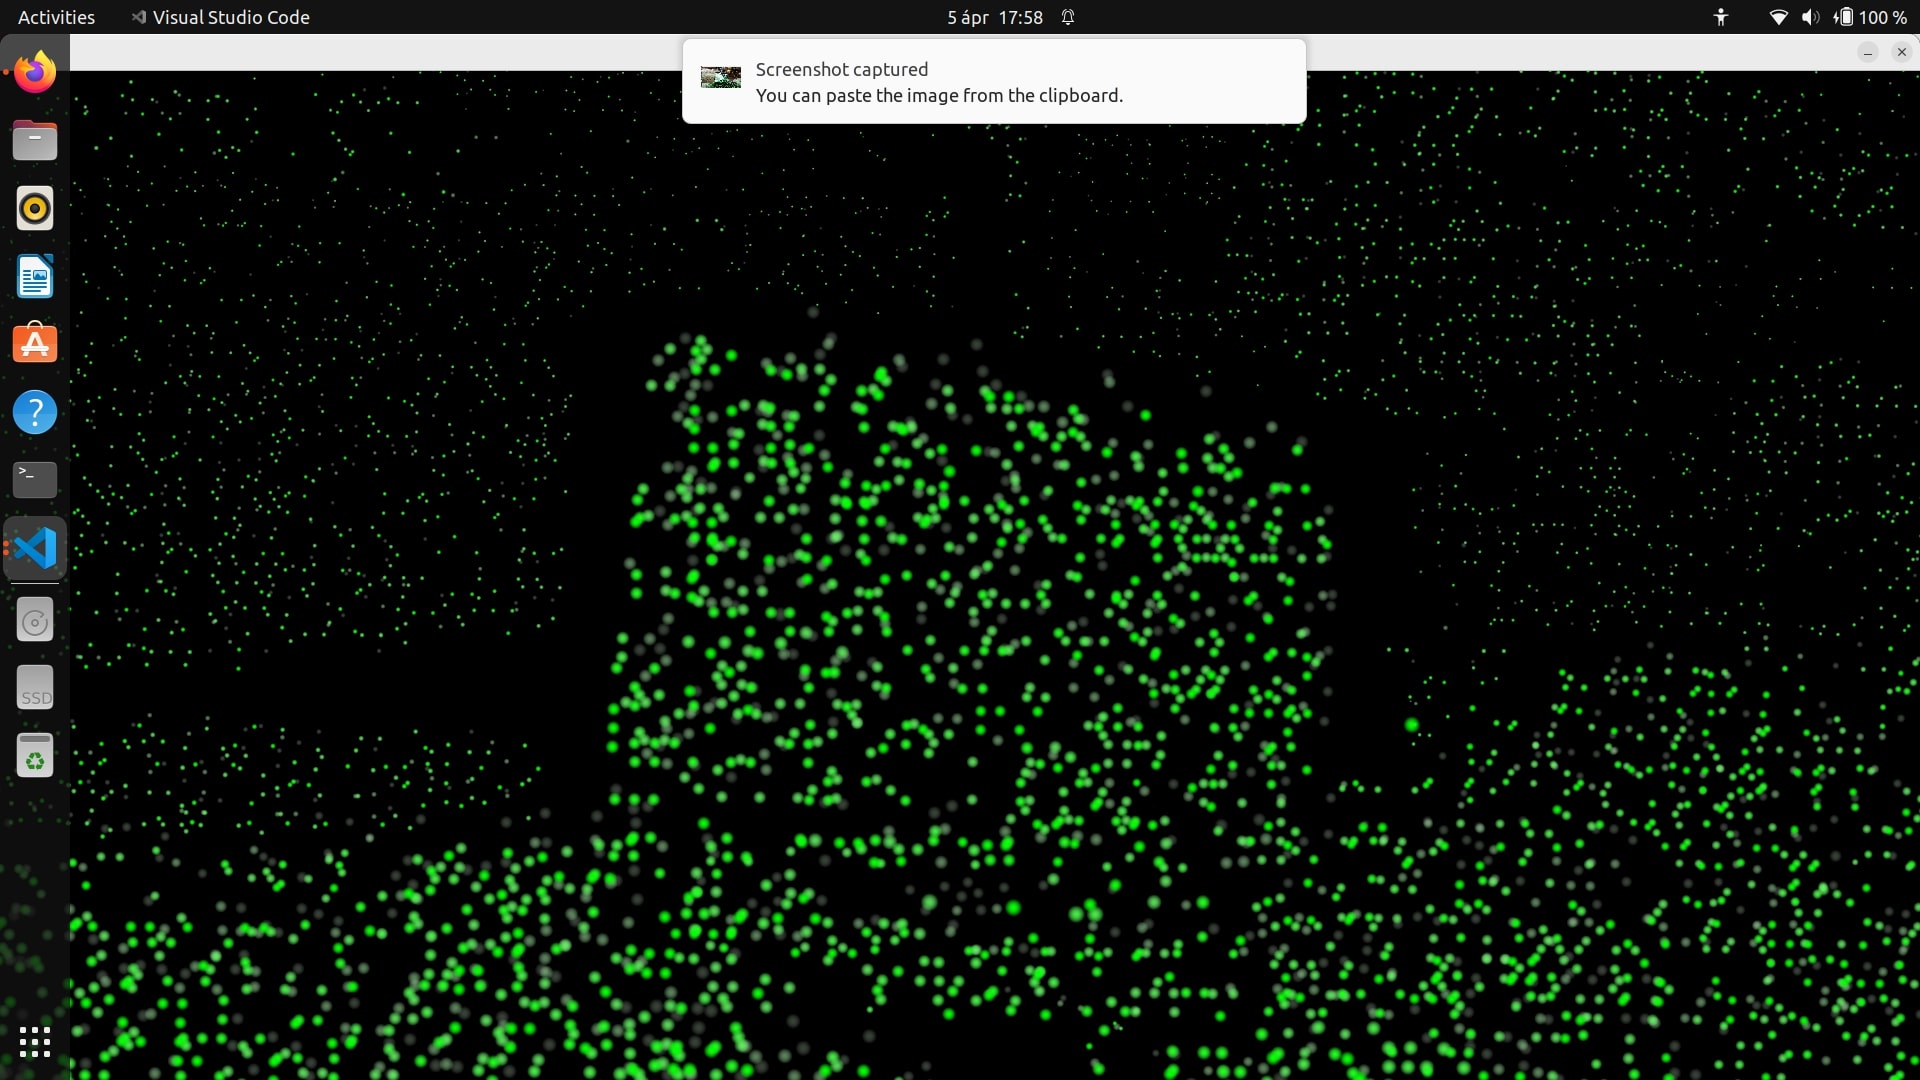 Activities
Visual Studio Code
5 ápr 17:58
100 %
Screenshot captured
You can paste the image from the clipboard.
?
>_
SSD